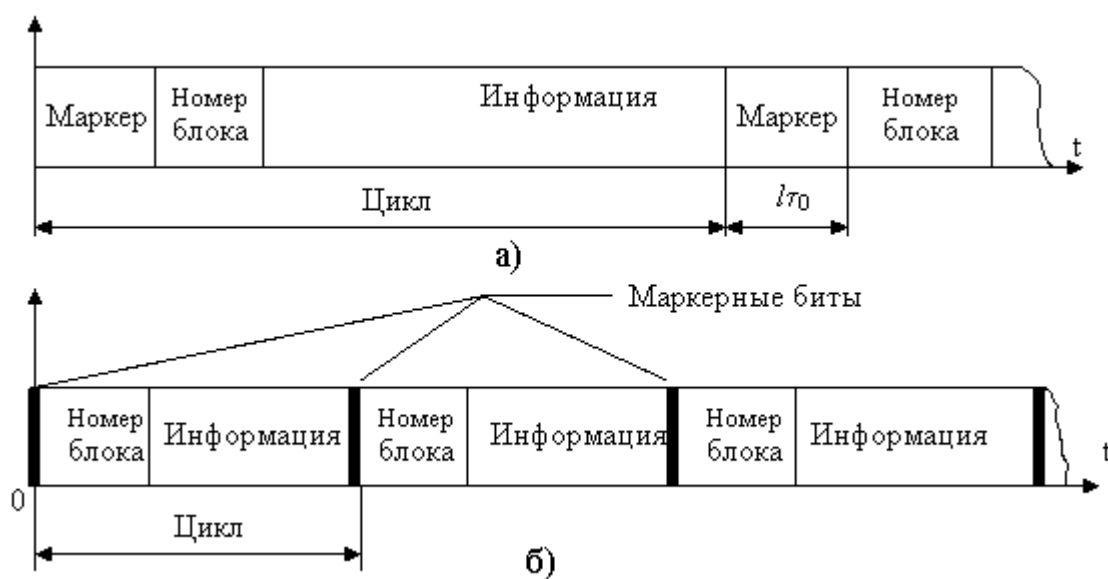 Маркер
Номер
блока
Информация
Маркер
Номер
блока
t
Цикл
lτ0
а)
Маркерные биты
Номер
блока
Информация
Номер
блока
Информация
Номер
блока
Информация
t
0
Цикл
б)